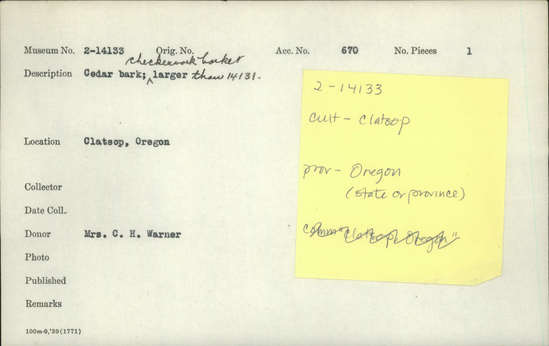 Museum No. 2-14133 Orig. No. Acc. No. 670 No. Pieces 1
checkerwork basket
Description Cedar bark; larger than 14131.
Location Clatsop, Oregon
Collector
Date Coll.
Donor Mrs. C. H. Warner
Photo
Published
Remarks
100m-9,'39(1771)
2-14133
cult- Clatsop
prov- Oregon
(state or province)
Clatsop, Oregon"